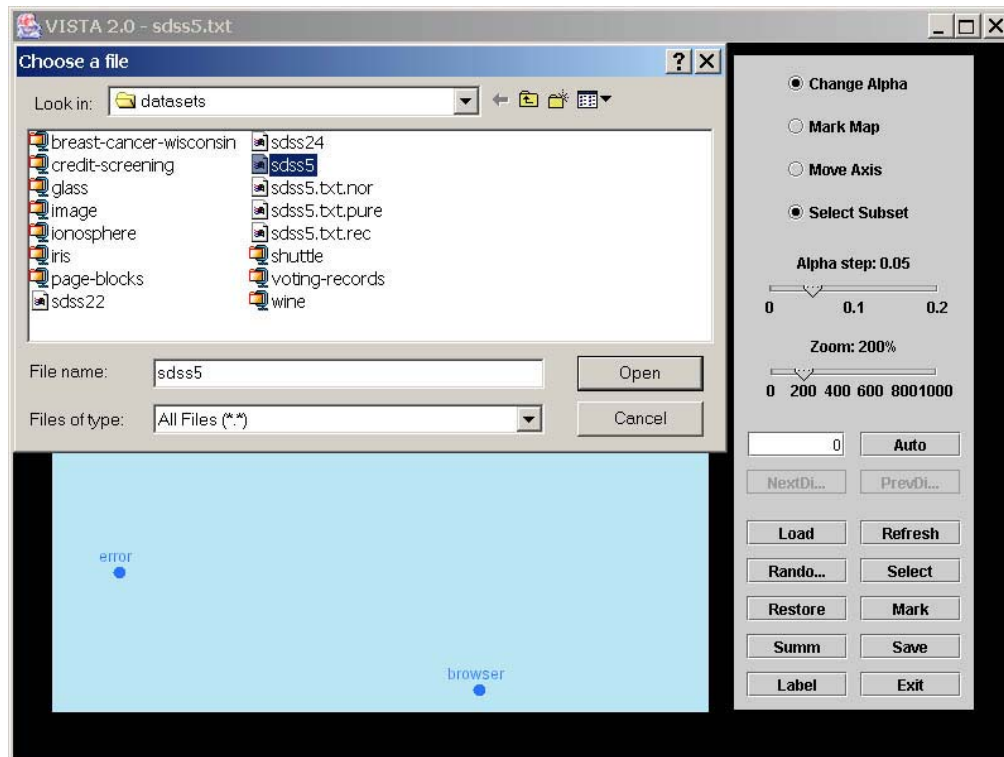 VISTA 2.0 - sdss5.txt
Choose a file
Look in: datasets
breast-cancer-wisconsin sdss24
credit-screening sdss5
glass sdss5.txt.nor
image sdss5.txt.pure
ionosphere sdss5.txt.rec
iris shuttle
page-blocks voting-records
sdss22 wine
File name: sdss5 Open
Files of type: All Files (*.*) Cancel
error
browser
Change Alpha
Mark Map
Move Axis
Select Subset
Alpha step: 0.05
0 0.1 0.2
Zoom: 200%
0 200 400 600 8001000
0 Auto
NextDi... PrevDi...
Load Refresh
Rando... Select
Restore Mark
Summ Save
Label Exit